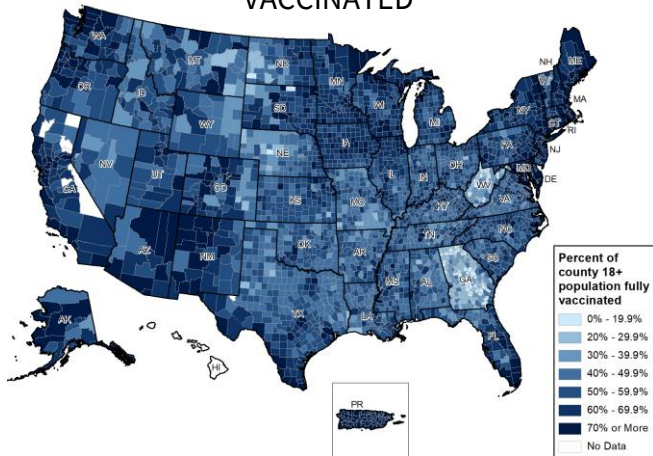 VACCINATED
WA
MT
ND
MN
OR
ID
SD
WI
WY
MI
NH
ME
VT
NY
MA
CT
RI
PA
NJ
NE
IA
NV
UT
CO
IL
IN
OH
MD
DE
CA
KS
MO
WV
VA
KY
AZ
NM
OK
AR
TN
NC
SC
MS
AL
GA
TX
LA
FL
AK
HI
PR
Percent of
county 18+
population fully
vaccinated
0% - 19.9%
20% - 29.9%
30% - 39.9%
40% - 49.9%
50% - 59.9%
60% - 69.9%
70% or More
No Data